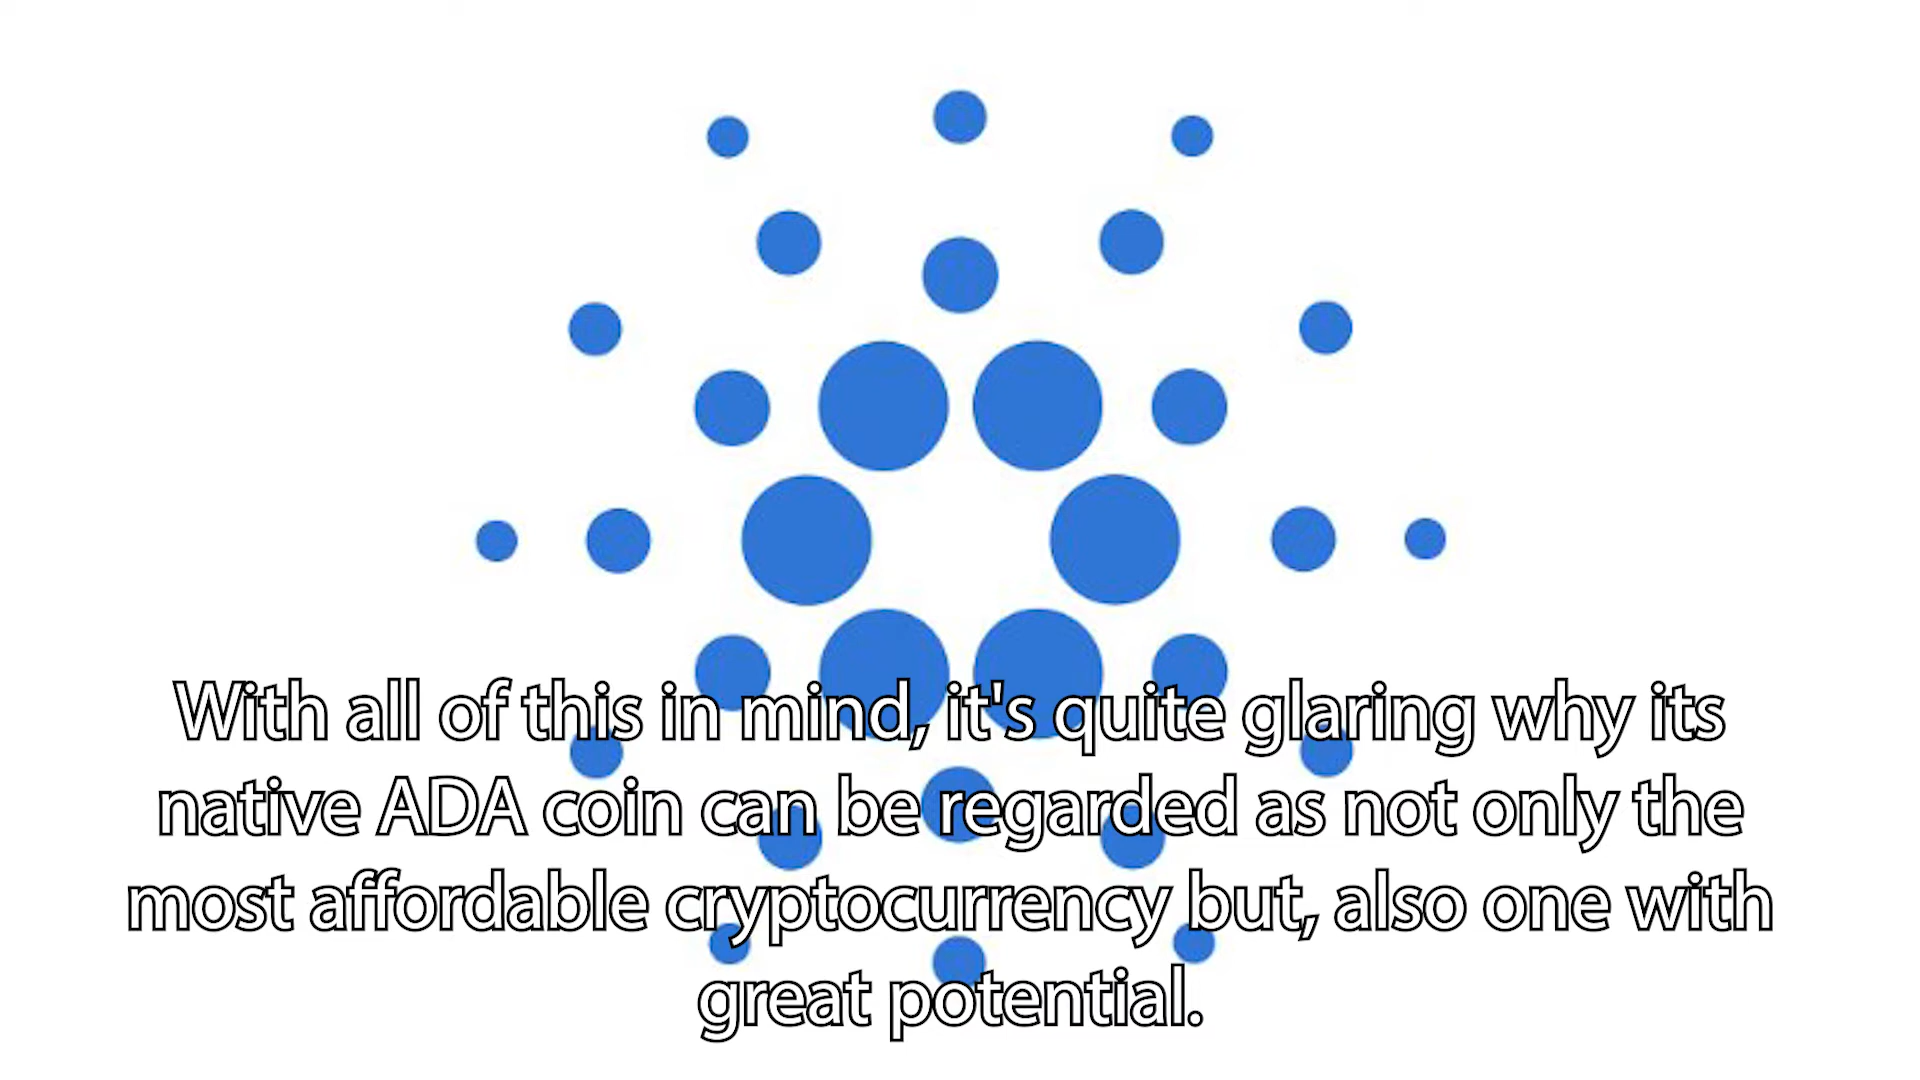 With all of this in mind, it's quite glaring why its
native ADA coin can be regarded as not only the
most affordable cryptocurrency but, also one with
great potential.